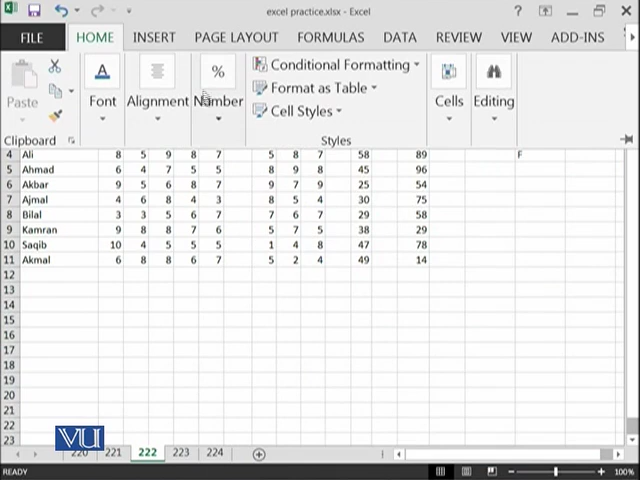 excel practice.xlsx - Excel
FILE HOME INSERT PAGE LAYOUT FORMULAS DATA REVIEW VIEW ADD-INS
Paste Font Alignment Number Conditional Formatting Format as Table Cell Styles Cells Editing
Clipboard Styles
4 Ali 8 5 9 8 7 5 8 7 58 89 F
5 Ahmad 6 4 7 5 5 8 9 8 45 96
6 Akbar 9 5 6 8 7 9 7 9 25 54
7 Ajmal 4 6 8 4 3 8 5 4 30 75
8 Bilal 3 3 5 6 7 7 6 7 29 58
9 Kamran 9 8 8 7 6 5 7 5 38 29
10 Saqib 10 4 5 5 5 1 4 8 47 78
11 Akmal 6 8 8 6 7 5 2 4 49 14
12
13
14
15
16
17
18
19
20
21
22
23
VU
220 221 222 223 224
READY 100%